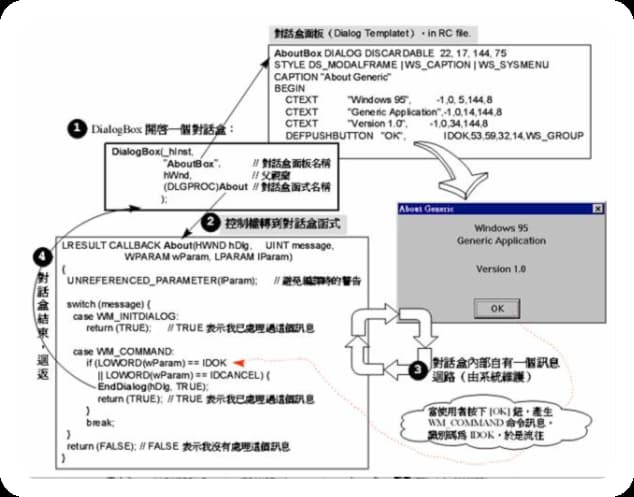 對話盒面板（Dialog Templatet），in RC file.
AboutBox DIALOG DISCARDABLE 22, 17, 144, 75
STYLE DS_MODALFRAME | WS_CAPTION | WS_SYSMENU
CAPTION "About Generic"
BEGIN
CTEXT "Windows 95", -1,0, 5,144,8
CTEXT "Generic Application",-1,0,14,144,8
CTEXT "Version 1.0", -1,0,34,144,8
DEFPUSHBUTTON "OK", IDOK,53,59,32,14,WS_GROUP
1 DialogBox 開啓一個對話盒：
DialogBox(_hInst,
"AboutBox", // 對話盒面板名稱
hWnd, // 父視窗
(DLGPROC)About // 對話盒函式名稱
);
2 控制權轉到對話盒函式
LRESULT CALLBACK About(HWND hDlg, UINT message,
WPARAM wParam, LPARAM lParam)
{
UNREFERENCED_PARAMETER(lParam); // 避免編譯時的警告
switch (message) {
case WM_INITDIALOG:
return (TRUE); // TRUE 表示我已處理過這個訊息
case WM_COMMAND:
if (LOWORD(wParam) == IDOK
|| LOWORD(wParam) == IDCANCEL) {
EndDialog(hDlg, TRUE);
return (TRUE); // TRUE 表示我已處理過這個訊息
}
break;
}
return (FALSE); // FALSE 表示我沒有處理這個訊息
}
4 對話盒結束，返
About Generic
Windows 95
Generic Application
Version 1.0
OK
3 對話盒內部自有一個訊息
迴路（由系統維護）
當使用者按下 [OK] 鈕，產生
WM_COMMAND 命令訊息，
識別碼為 IDOK，於是流往